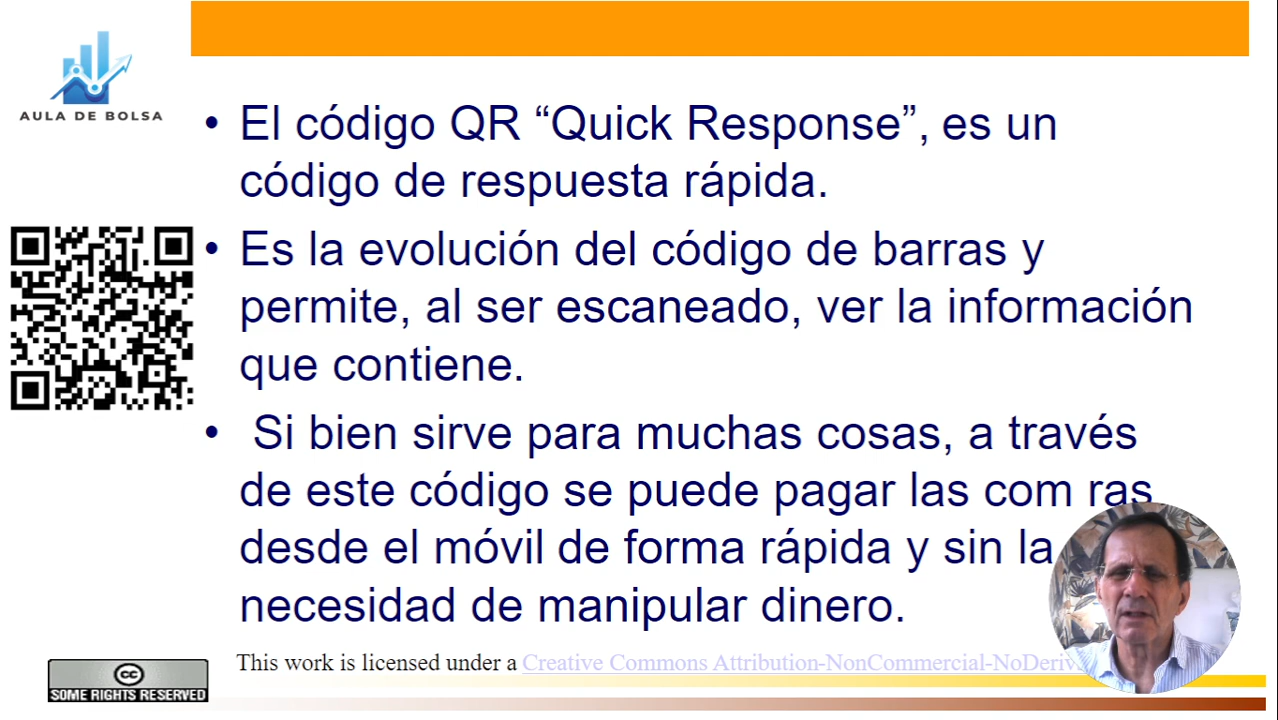 AULA DE BOLSA
• El código QR “Quick Response”, es un
código de respuesta rápida.
• Es la evolución del código de barras y
permite, al ser escaneado, ver la información
que contiene.
• Si bien sirve para muchas cosas, a través
de este código se puede pagar las com ras
desde el móvil de forma rápida y sin la
necesidad de manipular dinero.
This work is licensed under a Creative Commons Attribution-NonCommercial-NoDeriv
CC
SOME RIGHTS RESERVED